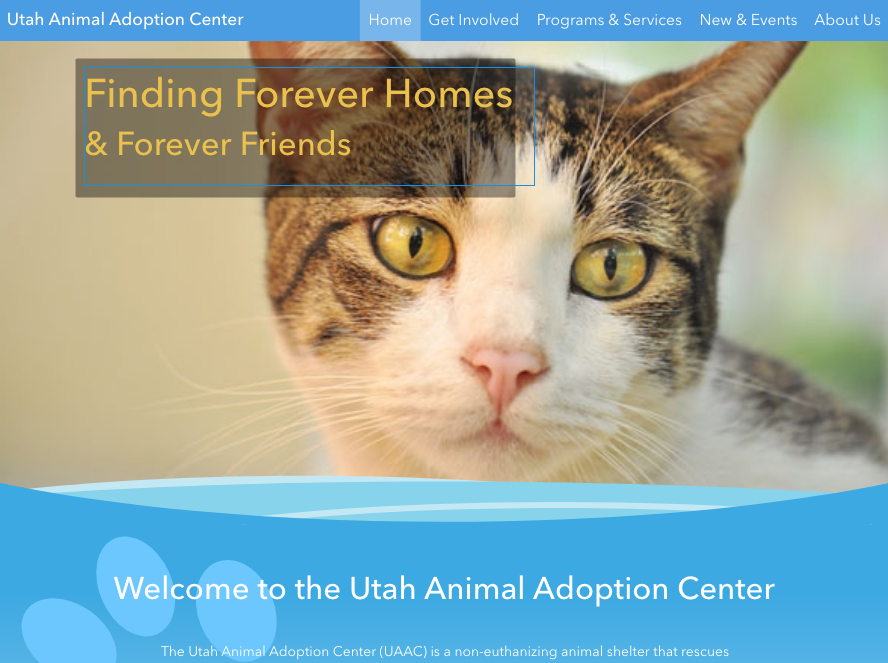 Utah Animal Adoption Center
Home Get Involved Programs & Services New & Events About Us
Finding Forever Homes
& Forever Friends
Welcome to the Utah Animal Adoption Center
The Utah Animal Adoption Center (UAAC) is a non-euthanizing animal shelter that rescues